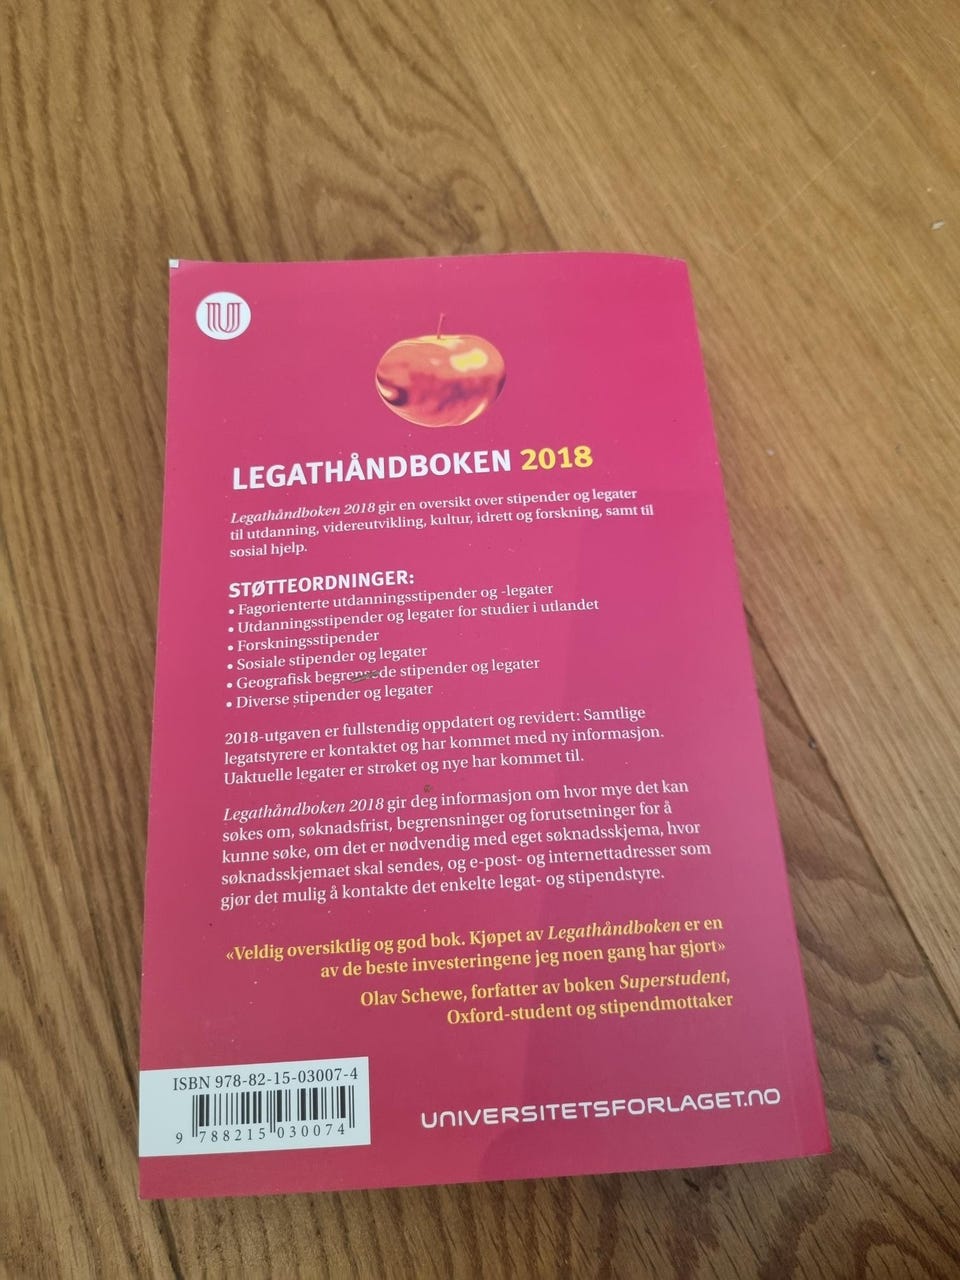 U
LEGATHÅNDBOKEN 2018
Legathåndboken 2018 gir en oversikt over stipender og legater
til utdanning, videreutvikling, kultur, idrett og forskning, samt til
sosial hjelp.
STØTTEORDNINGER:
• Fagorienterte utdanningsstipender og -legater
• Utdanningsstipender og legater for studier i utlandet
• Forskningsstipender
• Sosiale stipender og legater
• Geografisk begrensede stipender og legater
• Diverse stipender og legater
2018-utgaven er fullstendig oppdatert og revidert: Samtlige
legatstyrere er kontaktet og har kommet med ny informasjon.
Uaktuelle legater er strøket og nye har kommet til.
Legathåndboken 2018 gir deg informasjon om hvor mye det kan
søkes om, søknadsfrist, begrensninger og forutsetninger for å
kunne søke, om det er nødvendig med eget søknadsskjema, hvor
søknadsskjemaet skal sendes, og e-post- og internettadresser som
gjør det mulig å kontakte det enkelte legat- og stipendstyre.
«Veldig oversiktlig og god bok. Kjøpet av Legathåndboken er en
av de beste investeringene jeg noen gang har gjort»
Olav Schewe, forfatter av boken Superstudent,
Oxford-student og stipendmottaker
ISBN 978-82-15-03007-4
9 788215 030074
UNIVERSITETSFORLAGET.NO